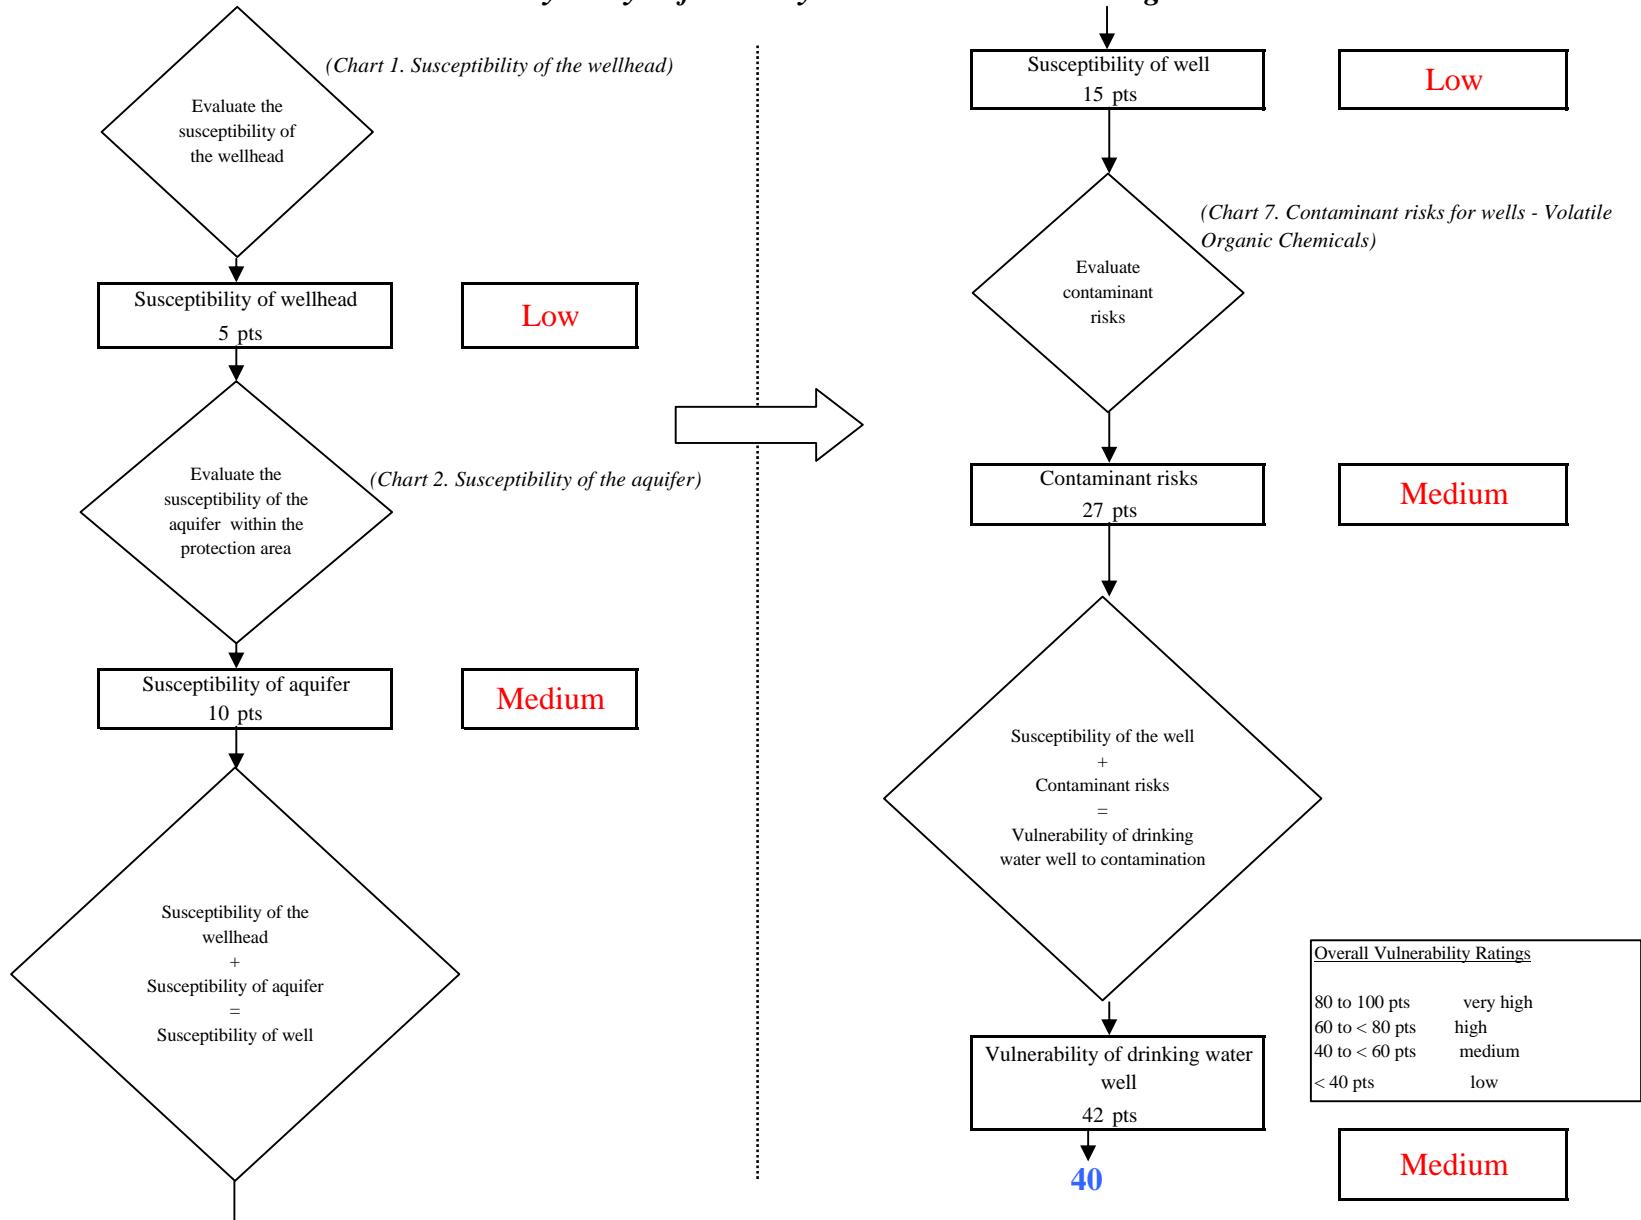 (Chart 1. Susceptibility of the wellhead)
Evaluate the
susceptibility of
the wellhead
Susceptibility of wellhead
5 pts
Low
Evaluate the
susceptibility of the
aquifer within the
protection area
(Chart 2. Susceptibility of the aquifer)
Susceptibility of aquifer
10 pts
Medium
Susceptibility of the
wellhead
+
Susceptibility of aquifer
=
Susceptibility of well
Susceptibility of well
15 pts
Low
(Chart 7. Contaminant risks for wells - Volatile
Organic Chemicals)
Evaluate
contaminant
risks
Contaminant risks
27 pts
Medium
Susceptibility of the well
+
Contaminant risks
=
Vulnerability of drinking
water well to contamination
Overall Vulnerability Ratings
80 to 100 pts very high
60 to < 80 pts high
40 to < 60 pts medium
< 40 pts low
Vulnerability of drinking water
well
42 pts
40
Medium